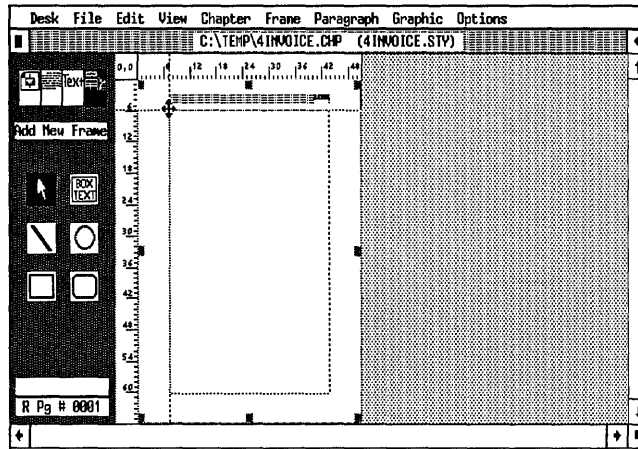 Desk File Edit View Chapter Frame Paragraph Graphic Options
C:\TEMP\4INVOICE.CHP (4INVOICE.STY)
0,0 6 12 18 24 30 36 42 48
Text
6
Add New Frame
12
18
BOX
TEXT
24
30
36
42
48
54
60
R Pg # 0001